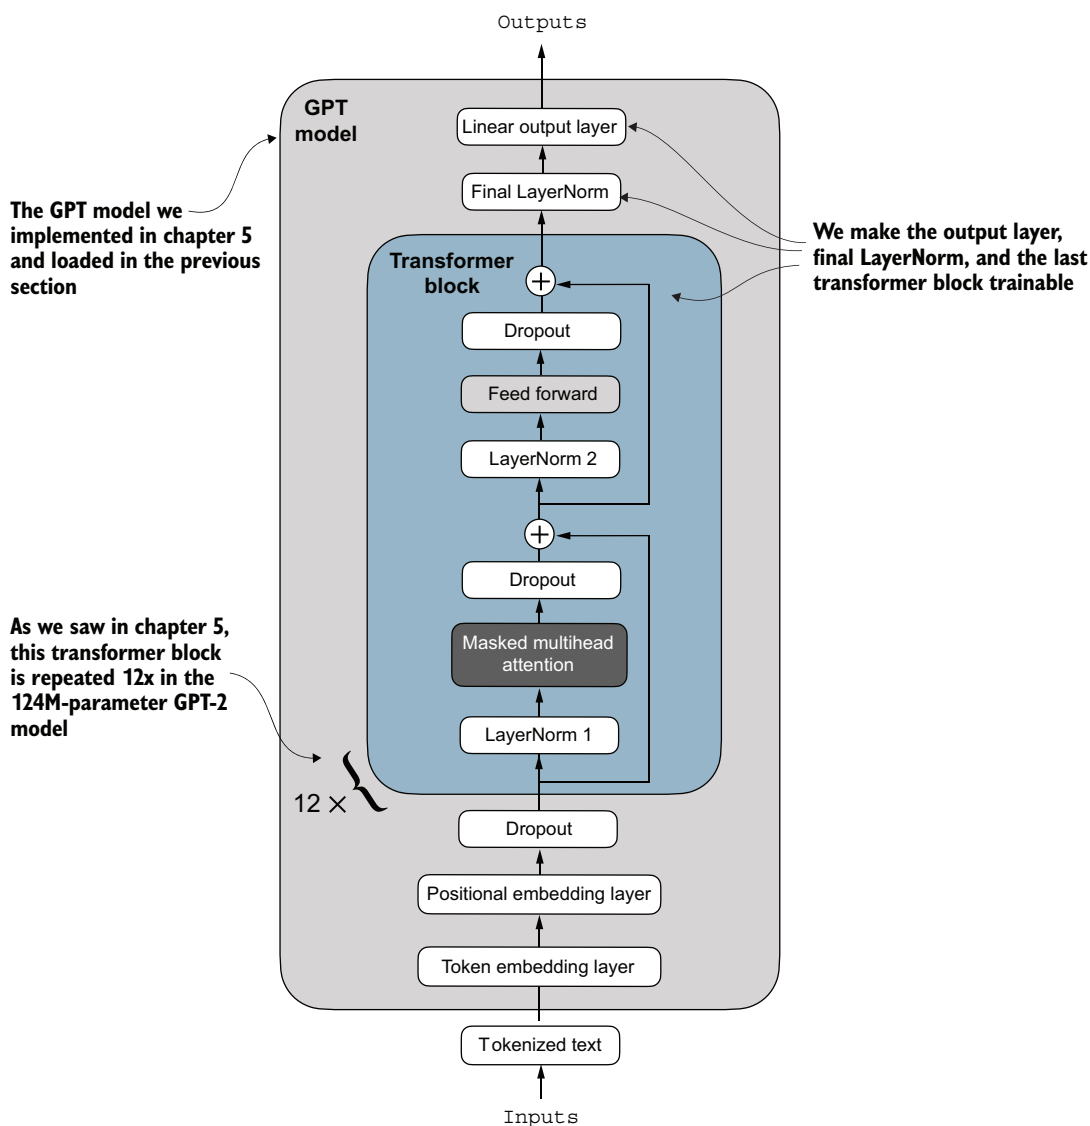 Outputs
GPT
model
Linear output layer
Final LayerNorm
The GPT model we
implemented in chapter 5
and loaded in the previous
section
We make the output layer,
final LayerNorm, and the last
transformer block trainable
Transformer
block
+
Dropout
Feed forward
LayerNorm 2
+
Dropout
Masked multihead
attention
LayerNorm 1
As we saw in chapter 5,
this transformer block
is repeated 12x in the
124M-parameter GPT-2
model
12 × {
Dropout
Positional embedding layer
Token embedding layer
Tokenized text
Inputs